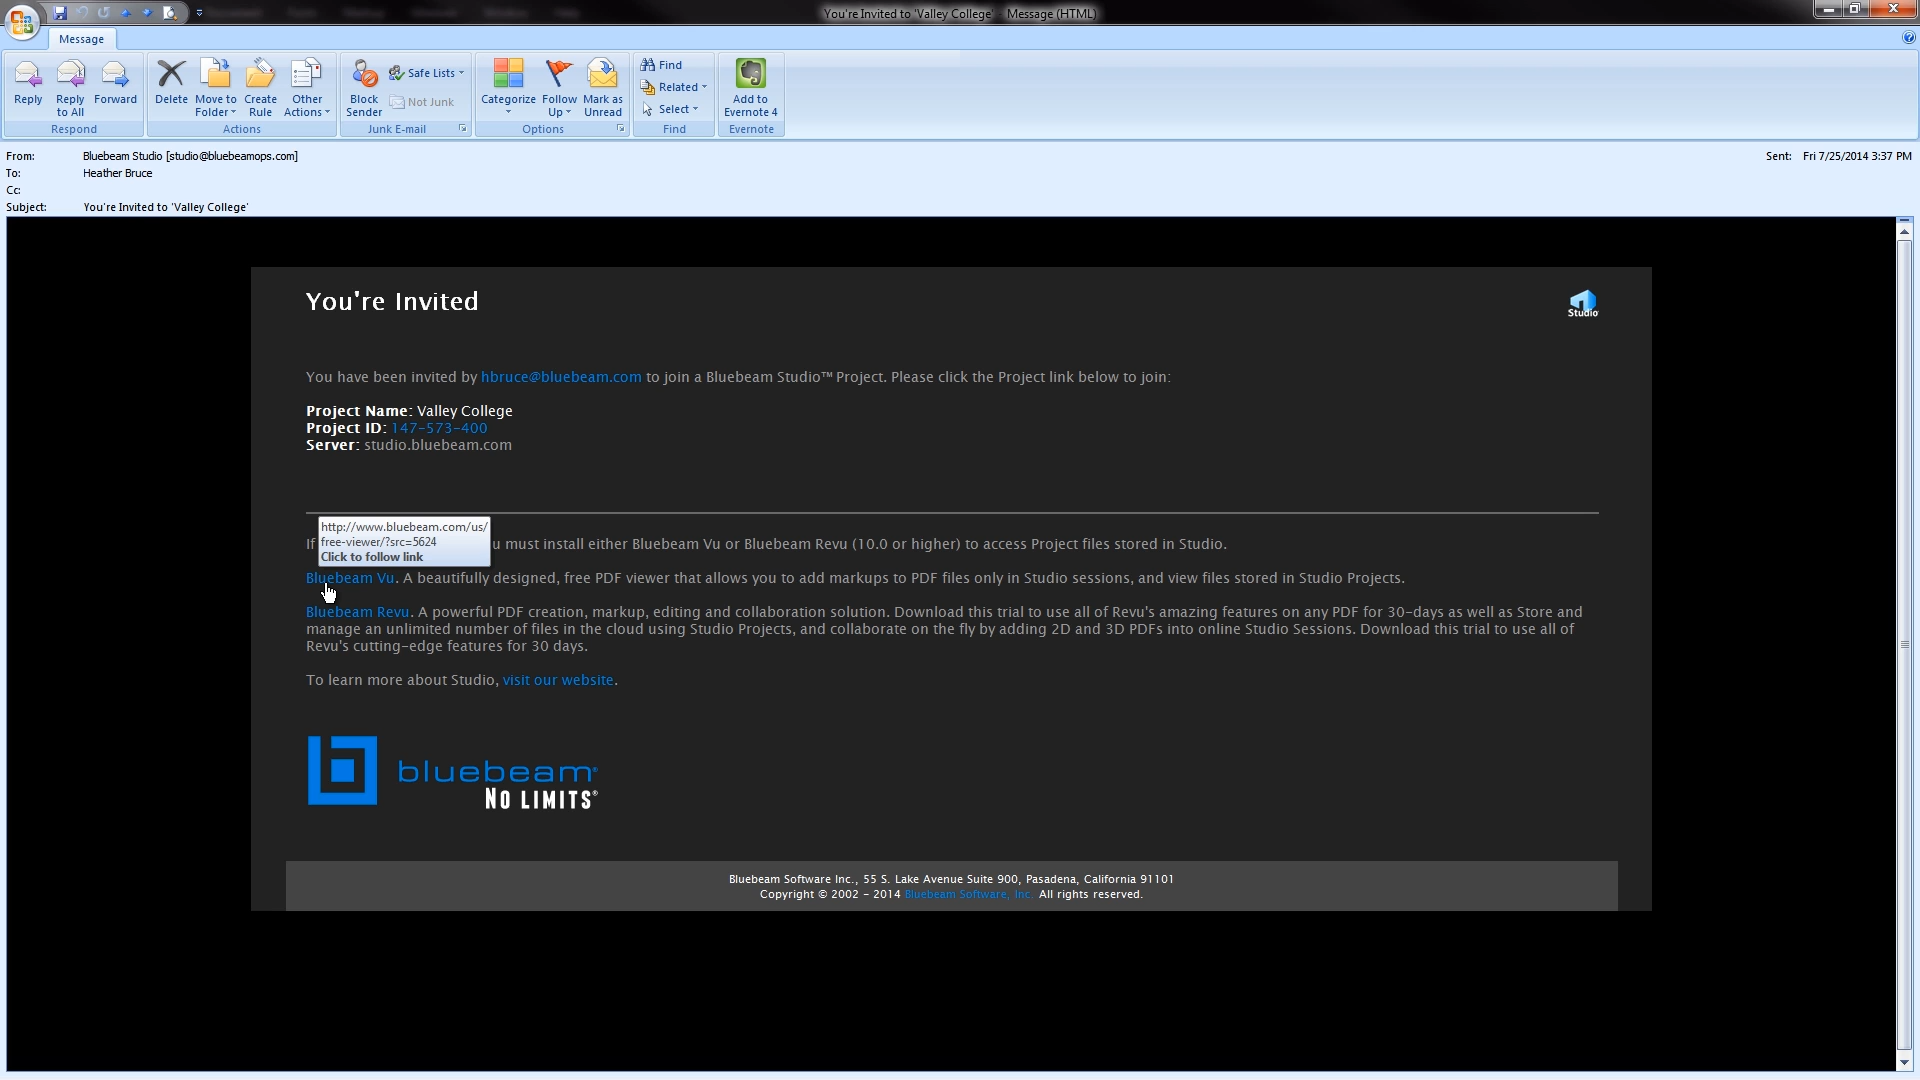 You're Invited to 'Valley College' - Message (HTML)
Message
Reply
Reply to All
Forward
Respond
Delete
Move to Folder
Create Rule
Other Actions
Actions
Block Sender
Safe Lists
Not Junk
Junk E-mail
Categorize
Follow Up
Mark as Unread
Options
Find
Related
Select
Find
Add to Evernote 4
Evernote
From: Bluebeam Studio [studio@bluebeamops.com]
Sent: Fri 7/25/2014 3:37 PM
To: Heather Bruce
Cc:
Subject: You're Invited to 'Valley College'
You're Invited
Studio
You have been invited by hbruce@bluebeam.com to join a Bluebeam Studio™ Project. Please click the Project link below to join:
Project Name: Valley College
Project ID: 147-573-400
Server: studio.bluebeam.com
http://www.bluebeam.com/us/
free-viewer/?src=5624
Click to follow link
If u must install either Bluebeam Vu or Bluebeam Revu (10.0 or higher) to access Project files stored in Studio.
Bluebeam Vu. A beautifully designed, free PDF viewer that allows you to add markups to PDF files only in Studio sessions, and view files stored in Studio Projects.
Bluebeam Revu. A powerful PDF creation, markup, editing and collaboration solution. Download this trial to use all of Revu's amazing features on any PDF for 30-days as well as Store and
manage an unlimited number of files in the cloud using Studio Projects, and collaborate on the fly by adding 2D and 3D PDFs into online Studio Sessions. Download this trial to use all of
Revu's cutting-edge features for 30 days.
To learn more about Studio, visit our website.
bluebeam®
NO LIMITS®
Bluebeam Software Inc., 55 S. Lake Avenue Suite 900, Pasadena, California 91101
Copyright © 2002 - 2014 Bluebeam Software, Inc. All rights reserved.